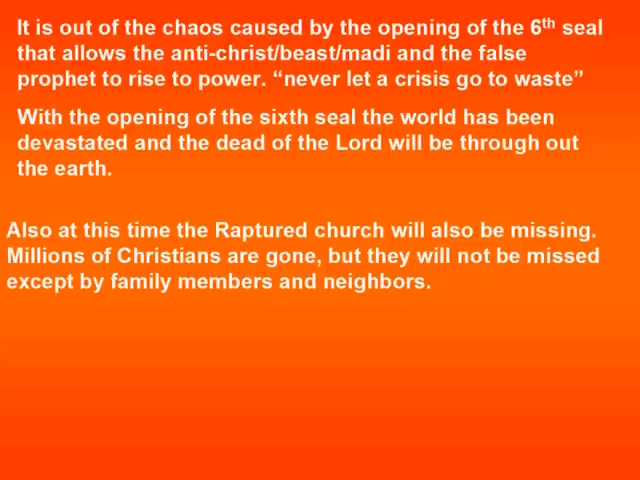 It is out of the chaos caused by the opening of the 6th seal
that allows the anti-christ/beast/madi and the false
prophet to rise to power. “never let a crisis go to waste”
With the opening of the sixth seal the world has been
devastated and the dead of the Lord will be through out
the earth.
Also at this time the Raptured church will also be missing.
Millions of Christians are gone, but they will not be missed
except by family members and neighbors.